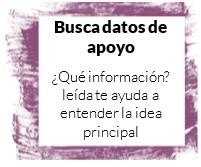 Busca datos de
apoyo
¿Qué información?
leída te ayuda a
entender la idea
principal